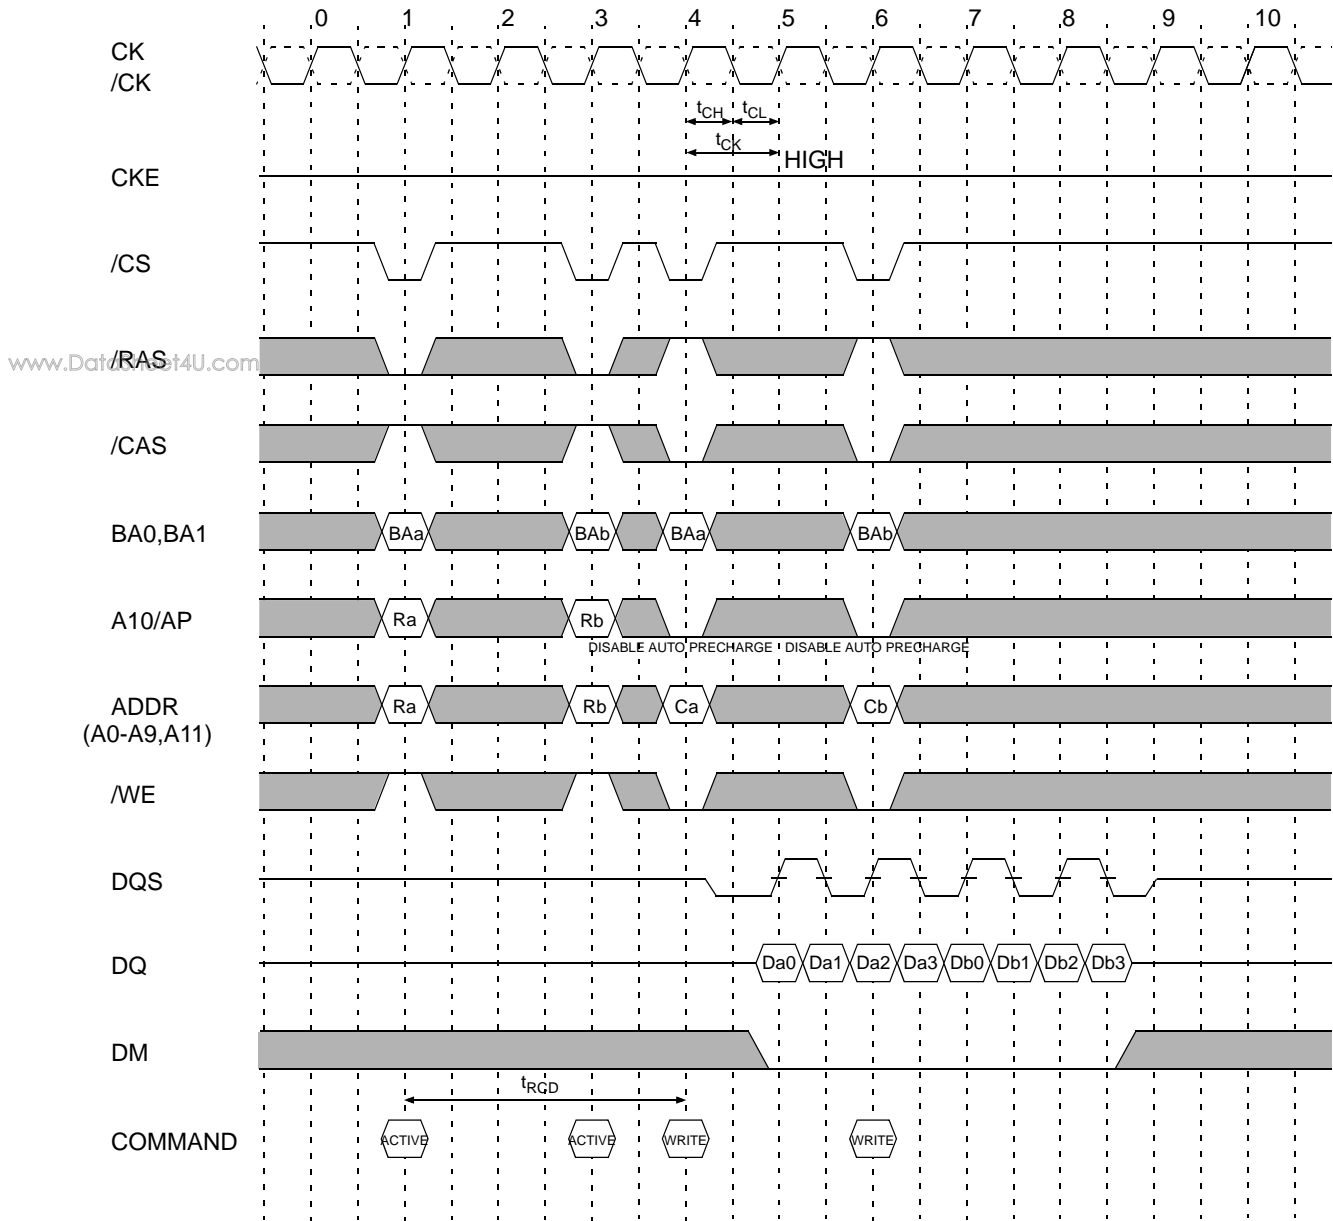 0 1 2 3 4 5 6 7 8 9 10
CK
/CK
tCH tCL
tCK
HIGH
CKE
/CS
/RAS
www.Datasheet4U.com
/CAS
BA0,BA1 BAa BAb BAa BAb
A10/AP Ra Rb
DISABLE AUTO PRECHARGE DISABLE AUTO PRECHARGE
ADDR Ra Rb Ca Cb
(A0-A9,A11)
/WE
DQS
DQ Da0 Da1 Da2 Da3 Db0 Db1 Db2 Db3
DM
tRCD
COMMAND ACTIVE ACTIVE WRITE WRITE